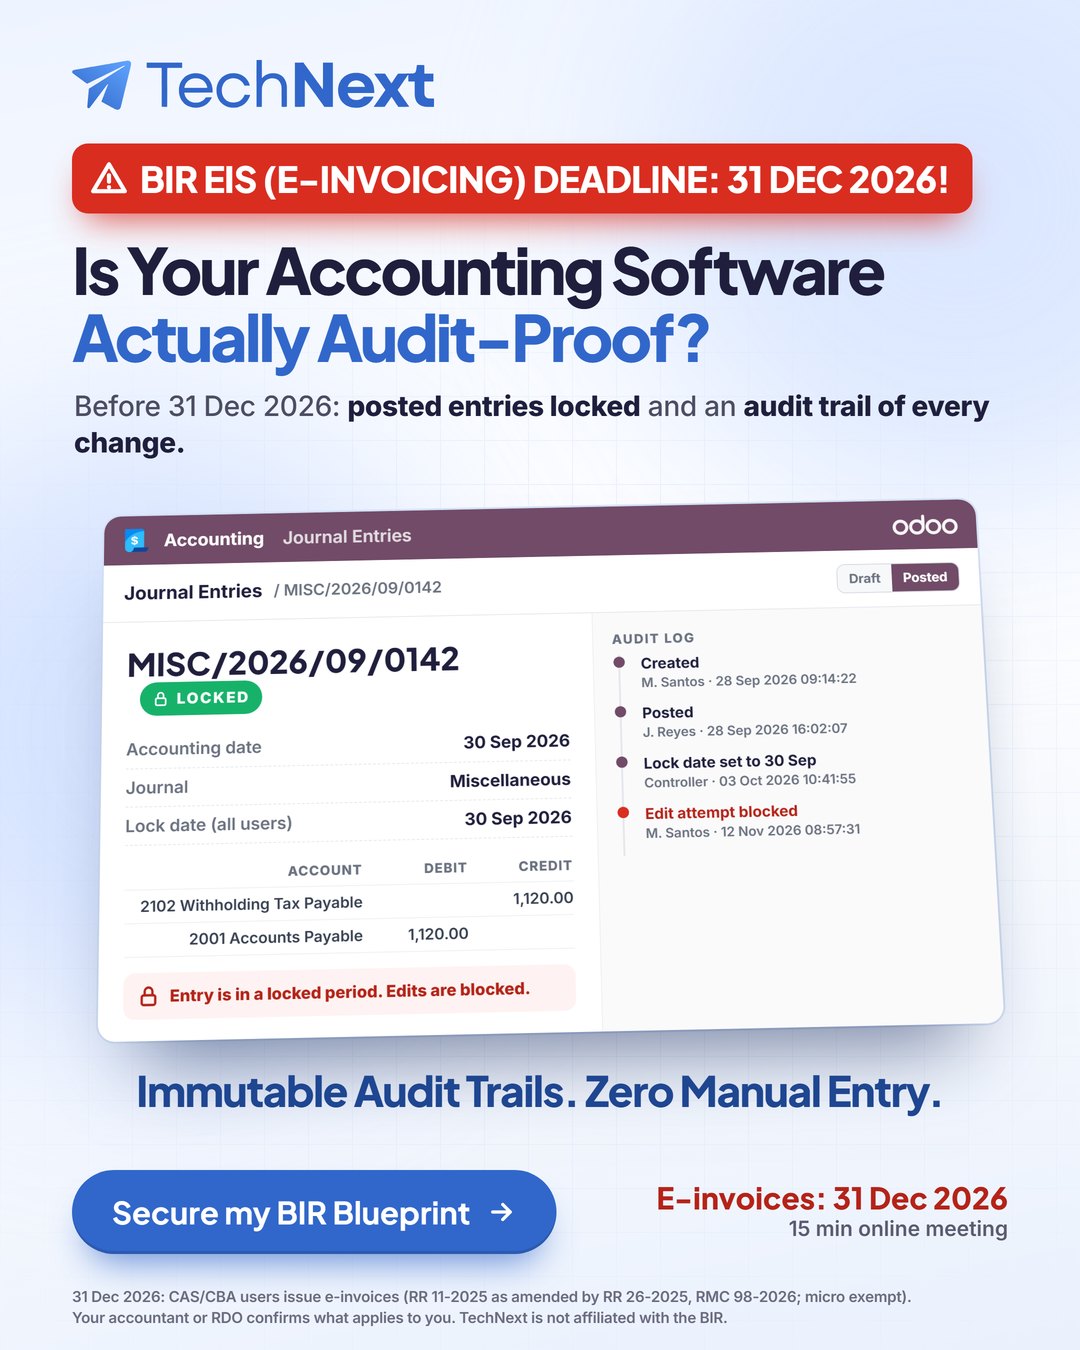 TechNext
BIR EIS (E-INVOICING) DEADLINE: 31 DEC 2026!
Is Your Accounting Software
Actually Audit-Proof?
Before 31 Dec 2026: posted entries locked and an audit trail of every
change.
Accounting Journal Entries
odoo
Journal Entries / MISC/2026/09/0142
Draft Posted
MISC/2026/09/0142
LOCKED
Accounting date 30 Sep 2026
Journal Miscellaneous
Lock date (all users) 30 Sep 2026
ACCOUNT DEBIT CREDIT
2102 Withholding Tax Payable 1,120.00
2001 Accounts Payable 1,120.00
Entry is in a locked period. Edits are blocked.
AUDIT LOG
Created
M. Santos · 28 Sep 2026 09:14:22
Posted
J. Reyes · 28 Sep 2026 16:02:07
Lock date set to 30 Sep
Controller · 03 Oct 2026 10:41:55
Edit attempt blocked
M. Santos · 12 Nov 2026 08:57:31
Immutable Audit Trails. Zero Manual Entry.
Secure my BIR Blueprint →
E-invoices: 31 Dec 2026
15 min online meeting
31 Dec 2026: CAS/CBA users issue e-invoices (RR 11-2025 as amended by RR 26-2025, RMC 98-2026; micro exempt).
Your accountant or RDO confirms what applies to you. TechNext is not affiliated with the BIR.